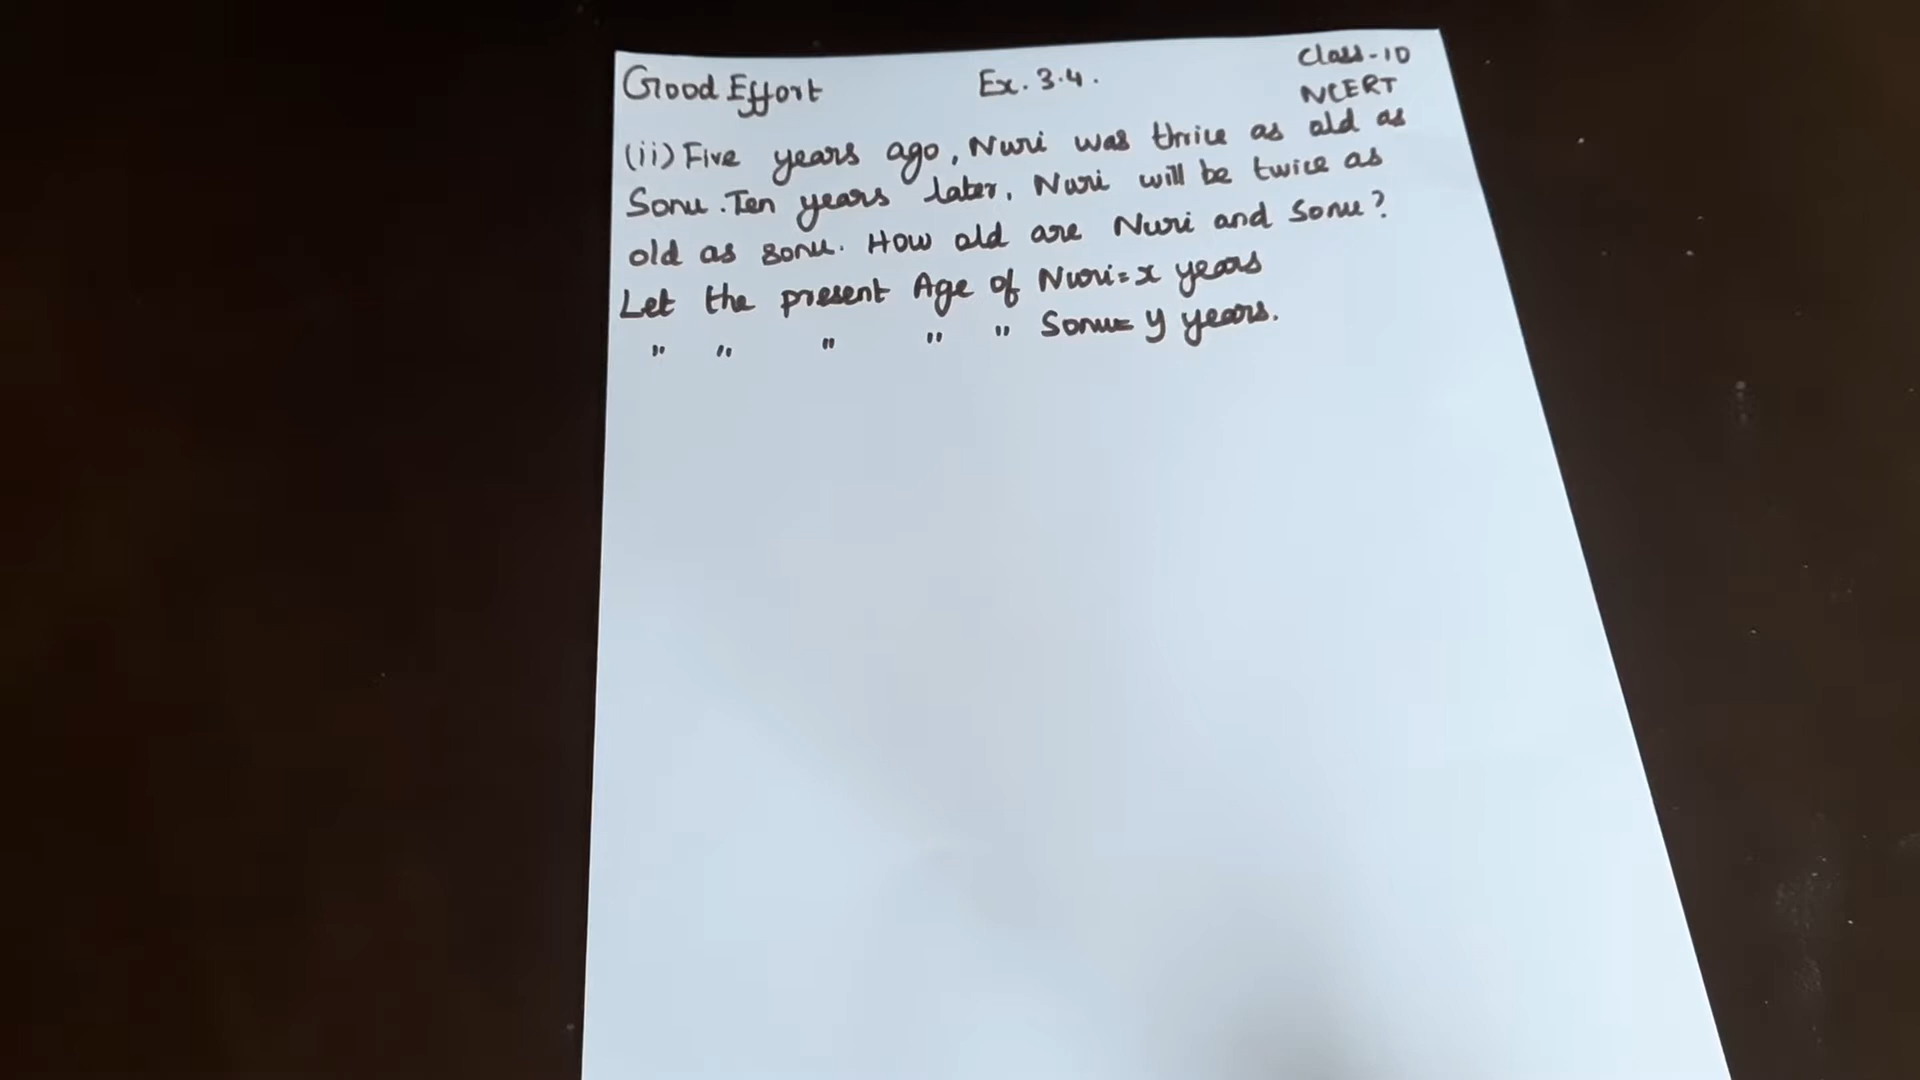 Good Effort
Ex. 3.4.
Class-10
NCERT
(ii) Five years ago, Nuri was thrice as old as
Sonu. Ten years later, Nuri will be twice as
old as sonu. How old are Nuri and Sonu?
Let the present Age of Nuri = x years
" " " " " Sonu = y years.